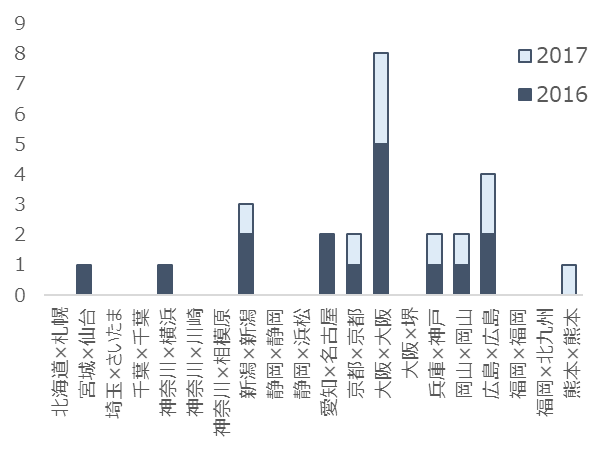 9
8
7
6
5
4
3
2
1
0
2017
2016
北海道×札幌
宮城×仙台
埼玉×さいたま
千葉×千葉
神奈川×横浜
神奈川×川崎
神奈川×相模原
新潟×新潟
静岡×静岡
静岡×浜松
愛知×名古屋
京都×京都
大阪×大阪
大阪×堺
兵庫×神戸
岡山×岡山
広島×広島
福岡×福岡
福岡×北九州
熊本×熊本